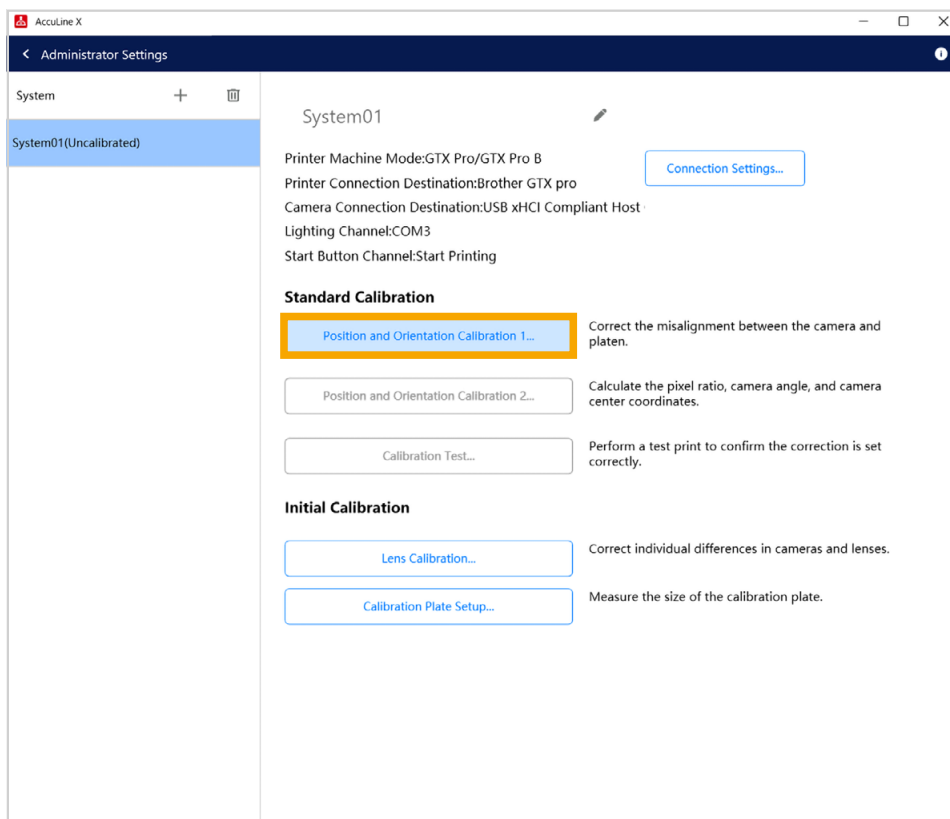 AccuLine X
Administrator Settings
System
System01(Uncalibrated)
System01
Printer Machine Mode:GTX Pro/GTX Pro B
Connection Settings...
Printer Connection Destination:Brother GTX pro
Camera Connection Destination:USB xHCI Compliant Host
Lighting Channel:COM3
Start Button Channel:Start Printing
Standard Calibration
Position and Orientation Calibration 1...
Correct the misalignment between the camera and
platen.
Position and Orientation Calibration 2...
Calculate the pixel ratio, camera angle, and camera
center coordinates.
Calibration Test...
Perform a test print to confirm the correction is set
correctly.
Initial Calibration
Lens Calibration...
Correct individual differences in cameras and lenses.
Calibration Plate Setup...
Measure the size of the calibration plate.